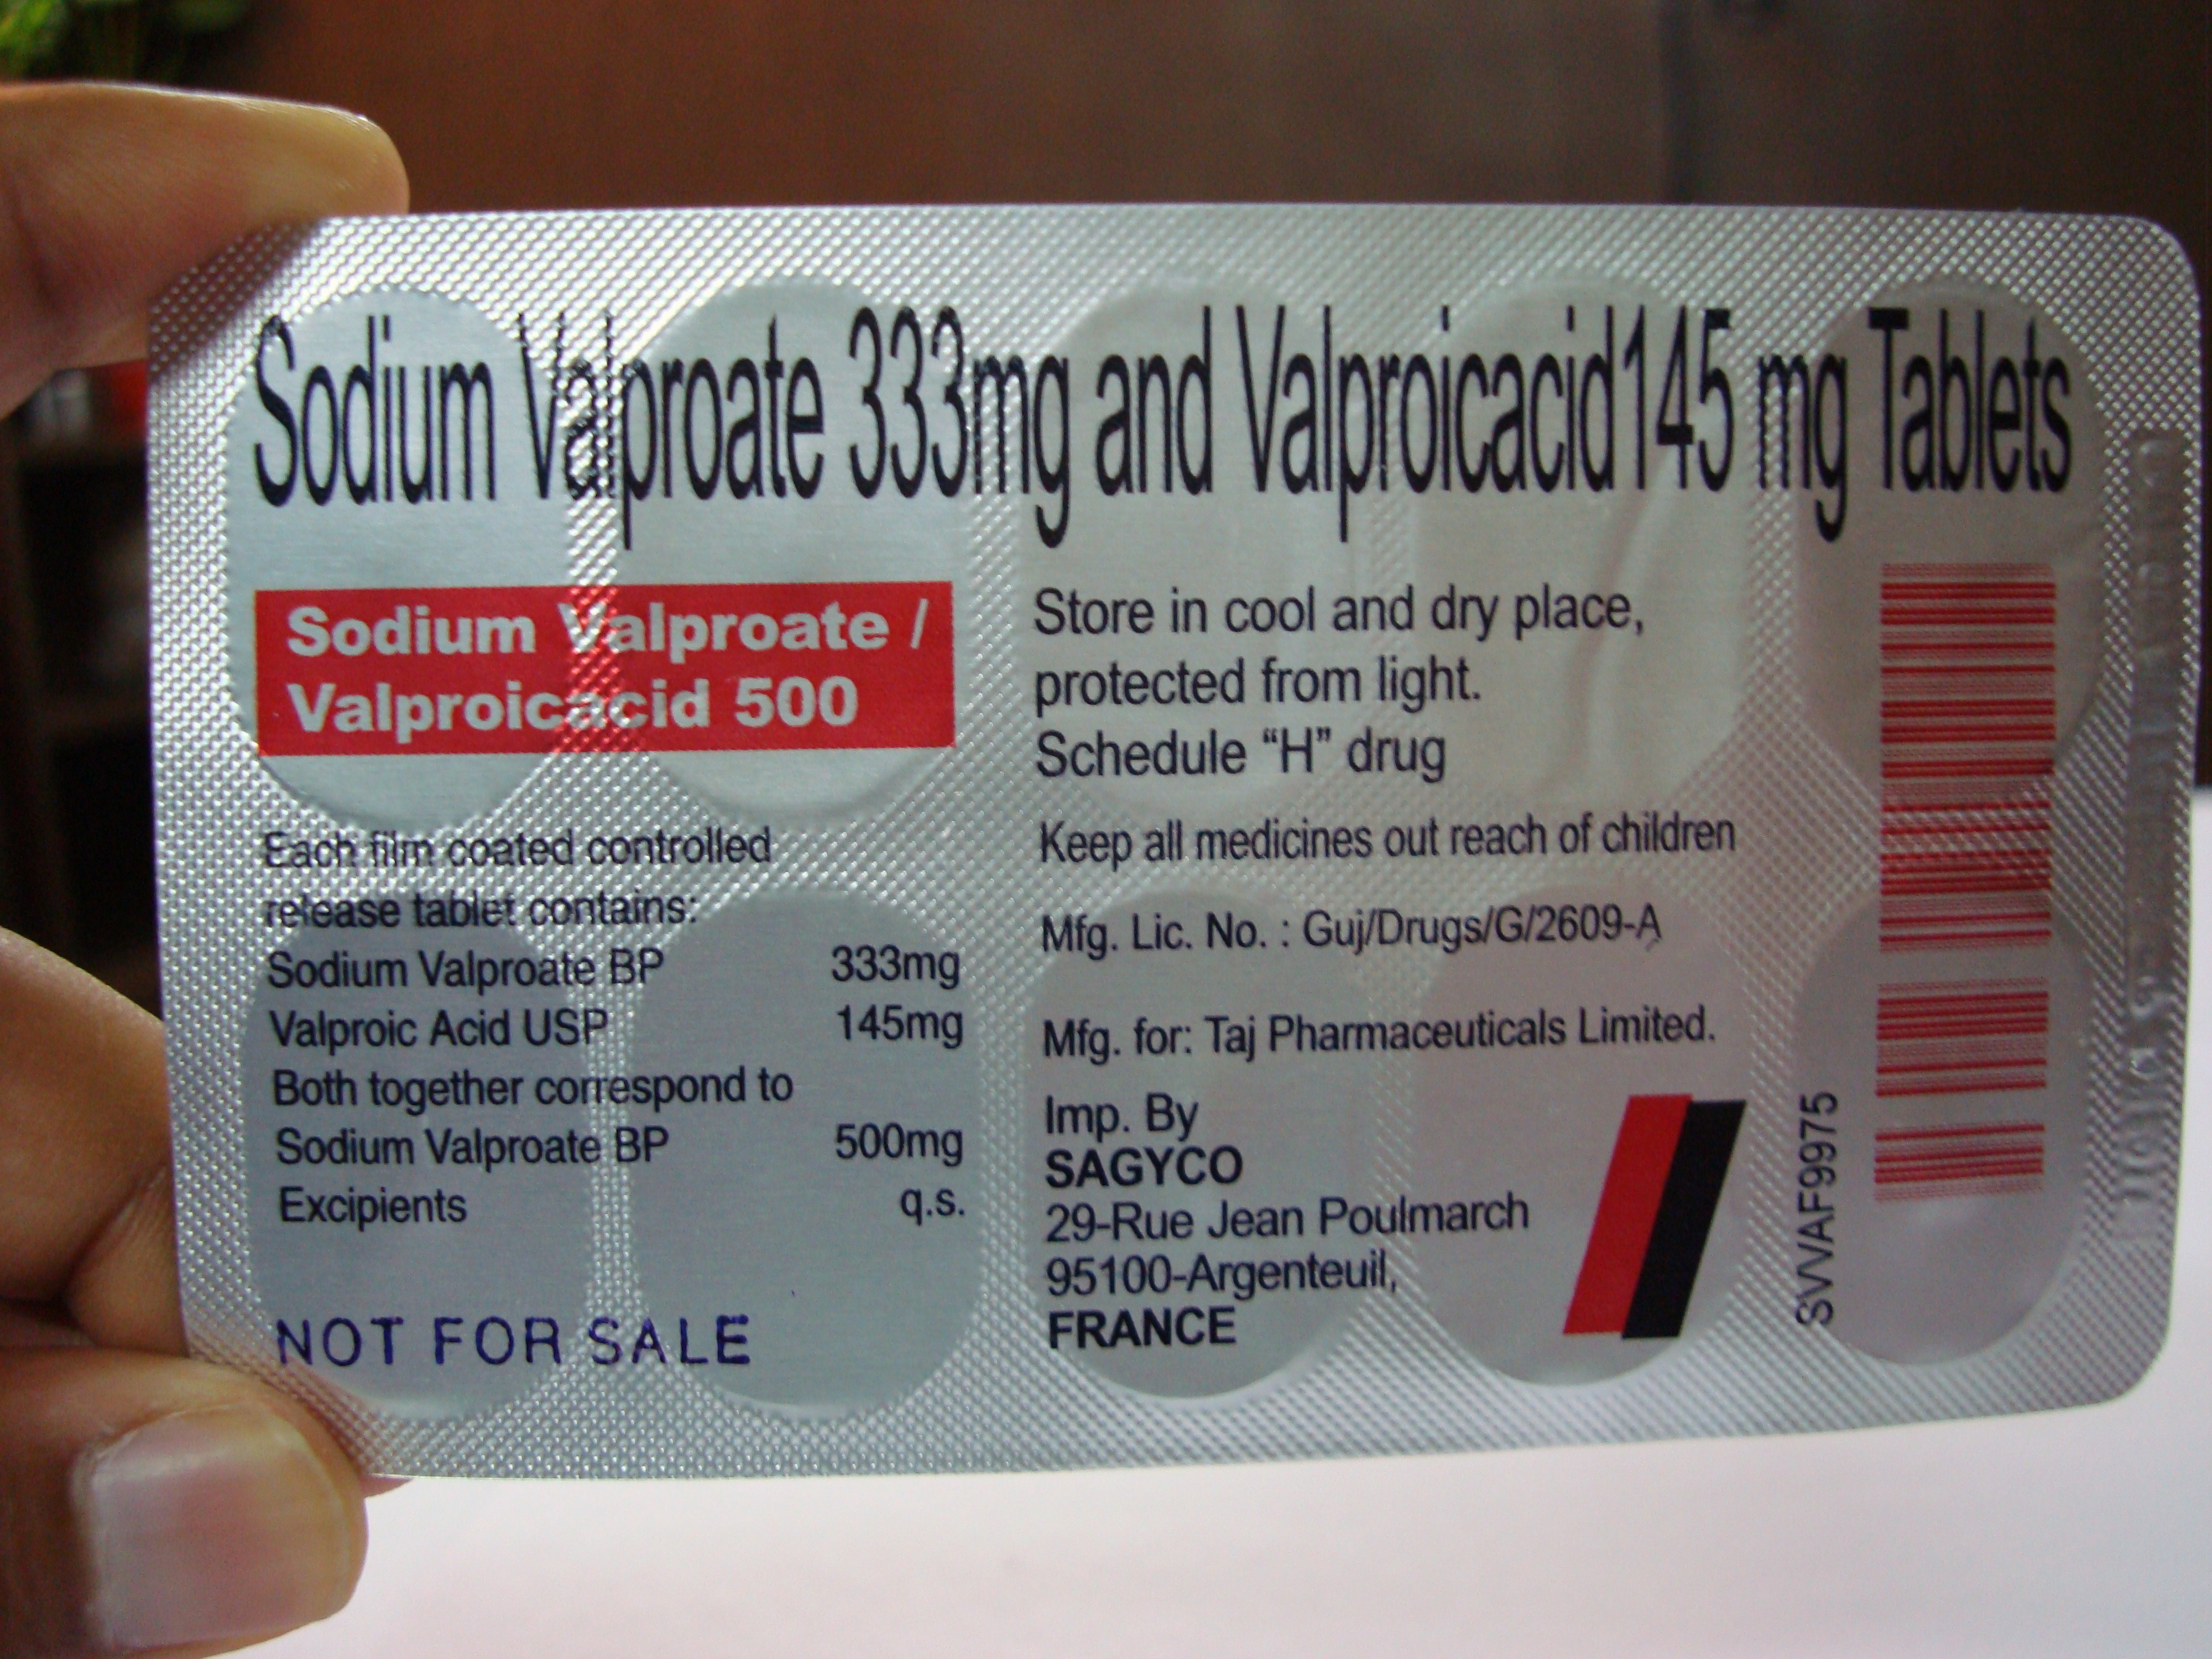 Sodium Valproate 333mg and Valproicacid145 mg Tablets
Sodium Valproate /
Valproicacid 500
Each film coated controlled
release tablet contains:
Sodium Valproate BP 333mg
Valproic Acid USP 145mg
Both together correspond to
Sodium Valproate BP 500mg
Excipients q.s.
NOT FOR SALE
Store in cool and dry place,
protected from light.
Schedule “H” drug
Keep all medicines out reach of children
Mfg. Lic. No. : Guj/Drugs/G/2609-A
Mfg. for: Taj Pharmaceuticals Limited.
Imp. By
SAGYCO
29-Rue Jean Poulmarch
95100-Argenteuil,
FRANCE
SVVAF9975